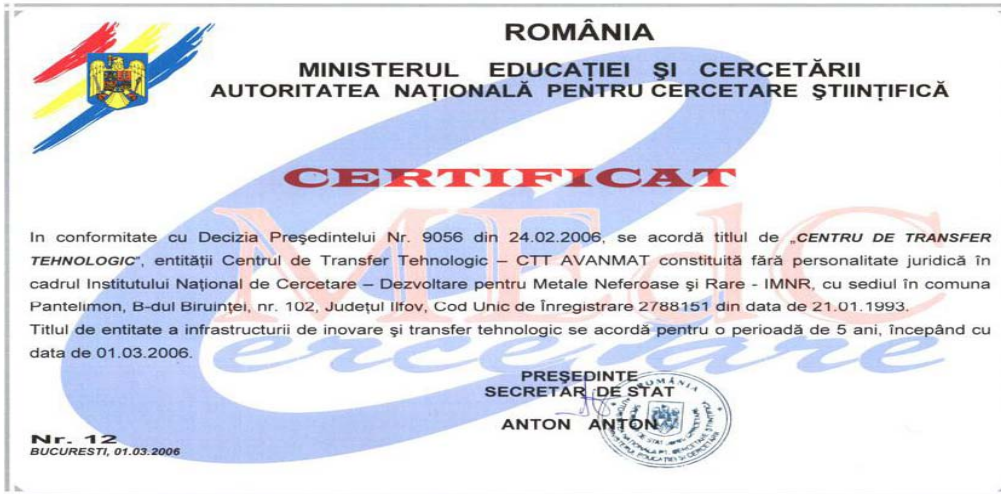 ROMÂNIA
MINISTERUL EDUCAȚIEI ȘI CERCETĂRII
AUTORITATEA NAȚIONALĂ PENTRU CERCETARE ȘTIINȚIFICĂ
CERTIFICAT
MEdC
In conformitate cu Decizia Președintelui Nr. 9056 din 24.02.2006, se acordă titlul de „CENTRU DE TRANSFER
TEHNOLOGIC”, entității Centrul de Transfer Tehnologic – CTT AVANMAT constituită fără personalitate juridică în
cadrul Institutului Național de Cercetare – Dezvoltare pentru Metale Neferoase și Rare - IMNR, cu sediul în comuna
Pantelimon, B-dul Biruinței, nr. 102, Județul Ilfov, Cod Unic de Înregistrare 2788151 din data de 21.01.1993.
Titlul de entitate a infrastructurii de inovare și transfer tehnologic se acordă pentru o perioadă de 5 ani, începând cu
data de 01.03.2006.
Cercetare
PREȘEDINTE
SECRETAR DE STAT
ANTON ANTON
ROMÂNIA
Nr. 12
BUCURESTI, 01.03.2006